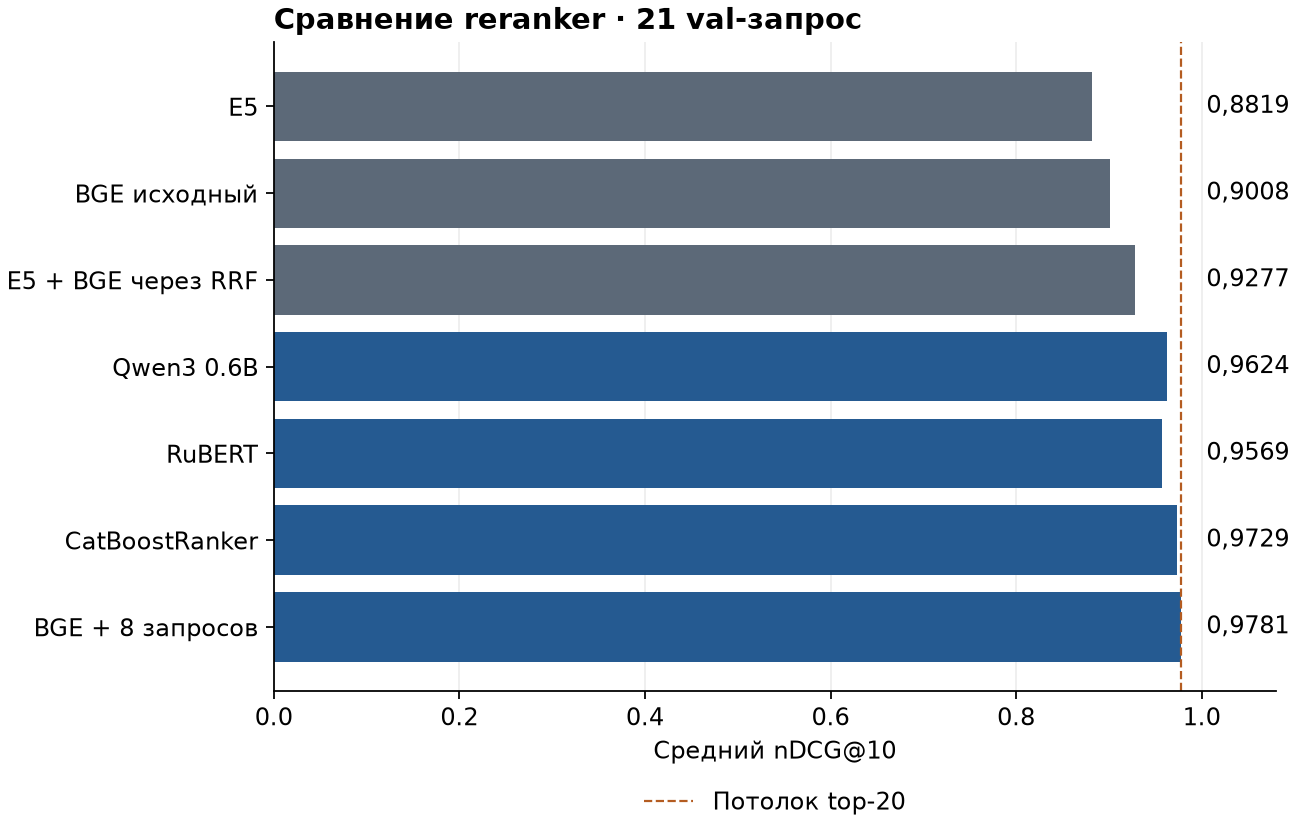 Сравнение reranker · 21 val-запрос
E5 0,8819
BGE исходный 0,9008
E5 + BGE через RRF 0,9277
Qwen3 0.6B 0,9624
RuBERT 0,9569
CatBoostRanker 0,9729
BGE + 8 запросов 0,9781
0.0 0.2 0.4 0.6 0.8 1.0
Средний nDCG@10
Потолок top-20